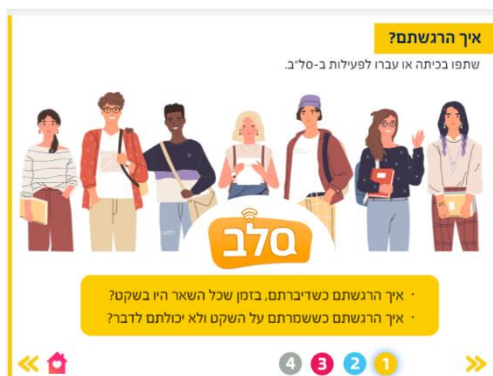 איך הרגשתם?
שתפו בכיתה או עברו לפעילות ב-סל"ב.
סלב
· איך הרגשתם כשדיברתם, בזמן שכל השאר היו בשקט?
· איך הרגשתם כששמרתם על השקט ולא יכולתם לדבר?
1 2 3 4